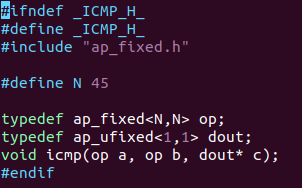 #ifndef _ICMP_H_
#define _ICMP_H_
#include "ap_fixed.h"
#define N 45
typedef ap_fixed<N,N> op;
typedef ap_ufixed<1,1> dout;
void icmp(op a, op b, dout* c);
#endif